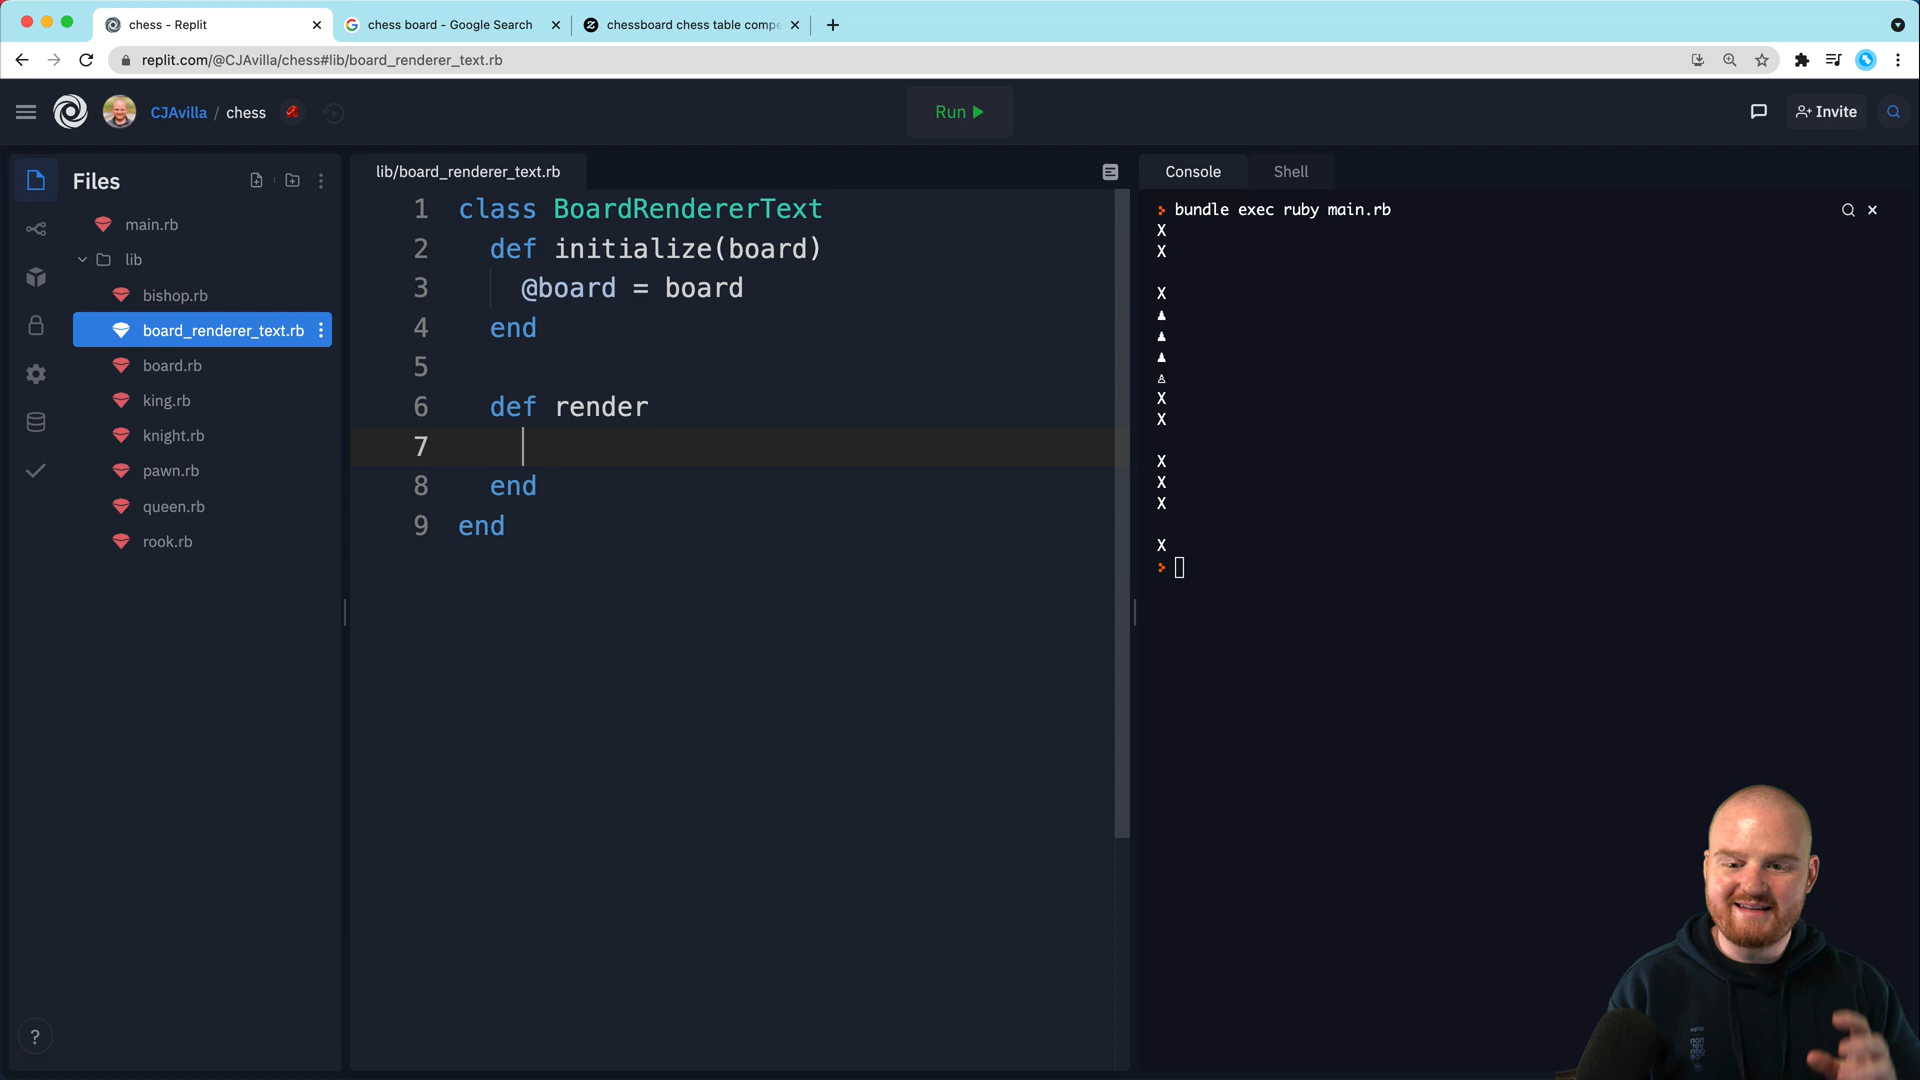 chess - Replit
chess board - Google Search
chessboard chess table compe
replit.com/@CJAvilla/chess#lib/board_renderer_text.rb
CJAvilla / chess
Run
Invite
Files
main.rb
lib
bishop.rb
board_renderer_text.rb
board.rb
king.rb
knight.rb
pawn.rb
queen.rb
rook.rb
?
lib/board_renderer_text.rb
1 class BoardRendererText
2 def initialize(board)
3 @board = board
4 end
5
6 def render
7
8 end
9 end
Console
Shell
bundle exec ruby main.rb
X
X
X
♟
♟
♟
♙
X
X
X
X
X
X